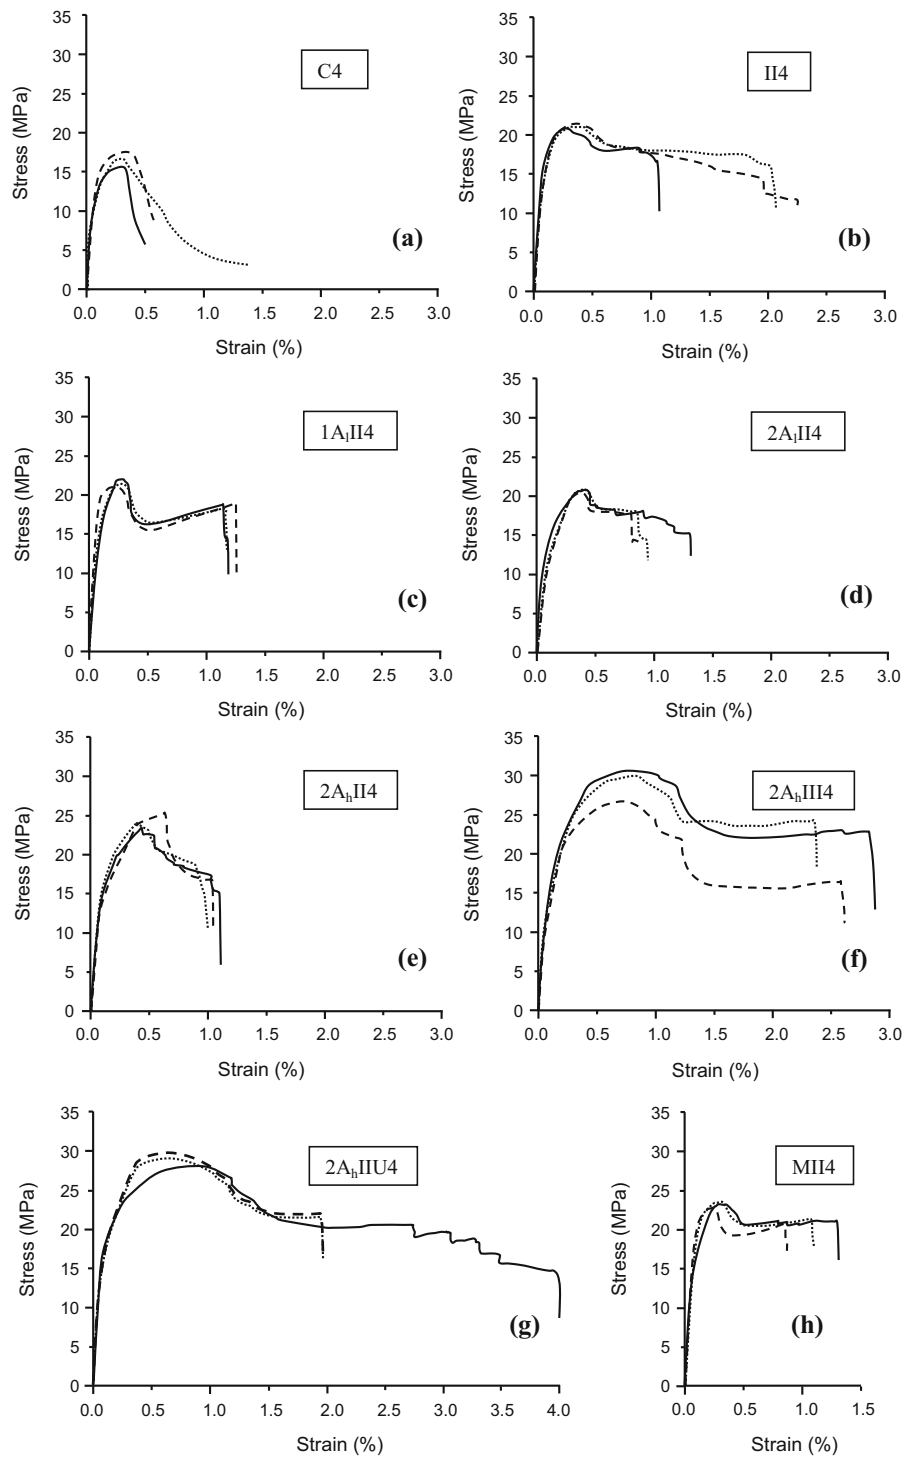 35
30
25
20
15
10
5
0
Stress (MPa)
C4
(a)
0.0 0.5 1.0 1.5 2.0 2.5 3.0
Strain (%)
35
30
25
20
15
10
5
0
Stress (MPa)
II4
(b)
0.0 0.5 1.0 1.5 2.0 2.5 3.0
Strain (%)
35
30
25
20
15
10
5
0
Stress (MPa)
1AlII4
(c)
0.0 0.5 1.0 1.5 2.0 2.5 3.0
Strain (%)
35
30
25
20
15
10
5
0
Stress (MPa)
2AlII4
(d)
0.0 0.5 1.0 1.5 2.0 2.5 3.0
Strain (%)
35
30
25
20
15
10
5
0
Stress (MPa)
2AhII4
(e)
0.0 0.5 1.0 1.5 2.0 2.5 3.0
Strain (%)
35
30
25
20
15
10
5
0
Stress (MPa)
2AhIII4
(f)
0.0 0.5 1.0 1.5 2.0 2.5 3.0
Strain (%)
35
30
25
20
15
10
5
0
Stress (MPa)
2AhIIU4
(g)
0.0 0.5 1.0 1.5 2.0 2.5 3.0 3.5 4.0
Strain (%)
35
30
25
20
15
10
5
0
Stress (MPa)
MII4
(h)
0.0 0.5 1.0 1.5
Strain (%)